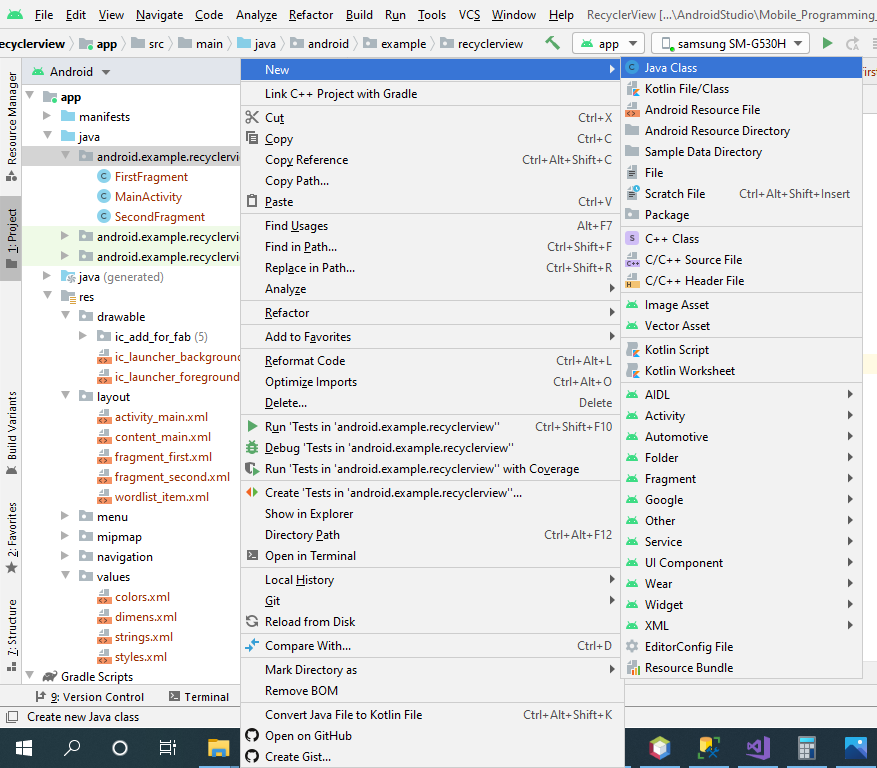 File Edit View Navigate Code Analyze Refactor Build Run Tools VCS Window Help RecyclerView [...\AndroidStudio\Mobile_Programming_
ecyclerview app src main java android example recyclerview app samsung SM-G530H
Android
Resource Manager
1: Project
Build Variants
2: Favorites
7: Structure
app
manifests
java
android.example.recyclervi
FirstFragment
MainActivity
SecondFragment
android.example.recyclervi
android.example.recyclervi
java (generated)
res
drawable
ic_add_for_fab (5)
ic_launcher_background
ic_launcher_foreground
layout
activity_main.xml
content_main.xml
fragment_first.xml
fragment_second.xml
wordlist_item.xml
menu
mipmap
navigation
values
colors.xml
dimens.xml
strings.xml
styles.xml
Gradle Scripts
9: Version Control Terminal
Create new Java class
New
Link C++ Project with Gradle
Cut Ctrl+X
Copy Ctrl+C
Copy Reference Ctrl+Alt+Shift+C
Copy Path...
Paste Ctrl+V
Find Usages Alt+F7
Find in Path... Ctrl+Shift+F
Replace in Path... Ctrl+Shift+R
Analyze
Refactor
Add to Favorites
Reformat Code Ctrl+Alt+L
Optimize Imports Ctrl+Alt+O
Delete... Delete
Run 'Tests in 'android.example.recyclerview'' Ctrl+Shift+F10
Debug 'Tests in 'android.example.recyclerview''
Run 'Tests in 'android.example.recyclerview'' with Coverage
Create 'Tests in 'android.example.recyclerview''...
Show in Explorer
Directory Path Ctrl+Alt+F12
Open in Terminal
Local History
Git
Reload from Disk
Compare With... Ctrl+D
Mark Directory as
Remove BOM
Convert Java File to Kotlin File Ctrl+Alt+Shift+K
Open on GitHub
Create Gist...
Java Class
Kotlin File/Class
Android Resource File
Android Resource Directory
Sample Data Directory
File
Scratch File Ctrl+Alt+Shift+Insert
Package
C++ Class
C/C++ Source File
C/C++ Header File
Image Asset
Vector Asset
Kotlin Script
Kotlin Worksheet
AIDL
Activity
Automotive
Folder
Fragment
Google
Other
Service
UI Component
Wear
Widget
XML
EditorConfig File
Resource Bundle